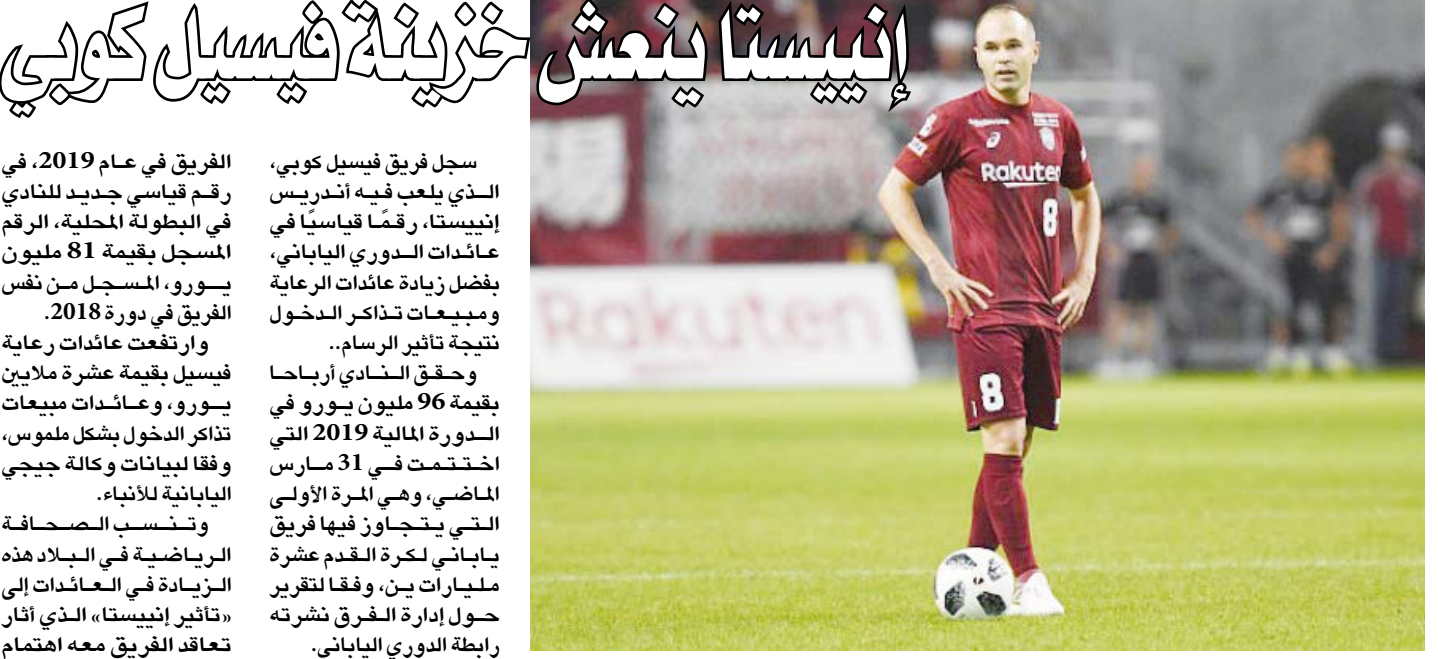 إنييستا ينعش خزينة فيسيل كوبي
سجل فريق فيسيل كوبي،
الذي يلعب فيه أندريس
إنييستا، رقمًا قياسيًا في
عائدات الدوري الياباني،
بفضل زيادة عائدات الرعاية
ومبيعات تذاكر الدخول
نتيجة تأثير الرسام..
وحقق النادي أرباحا
بقيمة 96 مليون يورو في
الدورة المالية 2019 التي
اختتمت في 31 مارس
الماضي، وهي المرة الأولى
التي يتجاوز فيها فريق
ياباني لكرة القدم عشرة
مليارات ين، وفقا لتقرير
حول إدارة الفرق نشرته
رابطة الدوري الياباني.
الفريق في عام 2019، في
رقم قياسي جديد للنادي
في البطولة المحلية، الرقم
المسجل بقيمة 81 مليون
يورو، المسجل من نفس
الفريق في دورة 2018.
وارتفعت عائدات رعاية
فيسيل بقيمة عشرة ملايين
يورو، وعائدات مبيعات
تذاكر الدخول بشكل ملموس،
وفقا لبيانات وكالة جيجي
اليابانية للأنباء.
وتنسب الصحافة
الرياضية في البلاد هذه
الزيادة في العائدات إلى
«تأثير إنييستا» الذي أثار
تعاقد الفريق معه اهتمام
Rakuten
8
8
Rakuten